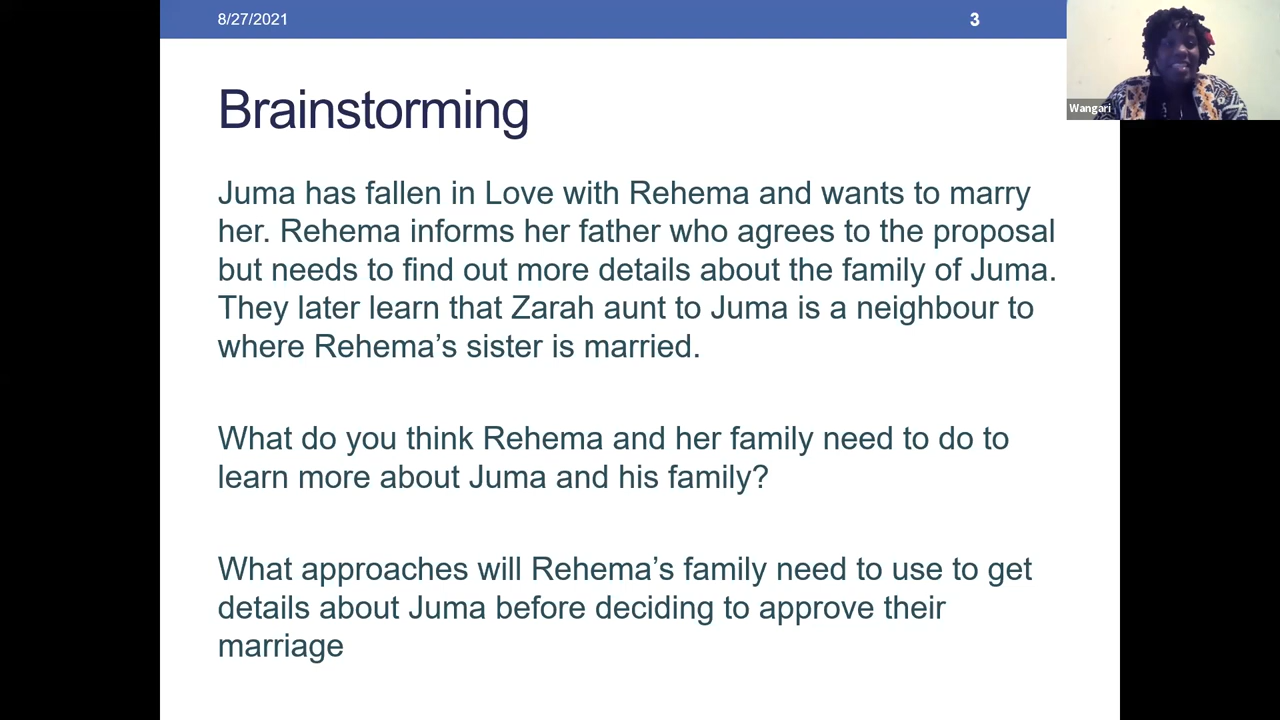 8/27/2021
3
Wangari
Brainstorming
Juma has fallen in Love with Rehema and wants to marry
her. Rehema informs her father who agrees to the proposal
but needs to find out more details about the family of Juma.
They later learn that Zarah aunt to Juma is a neighbour to
where Rehema’s sister is married.
What do you think Rehema and her family need to do to
learn more about Juma and his family?
What approaches will Rehema’s family need to use to get
details about Juma before deciding to approve their
marriage